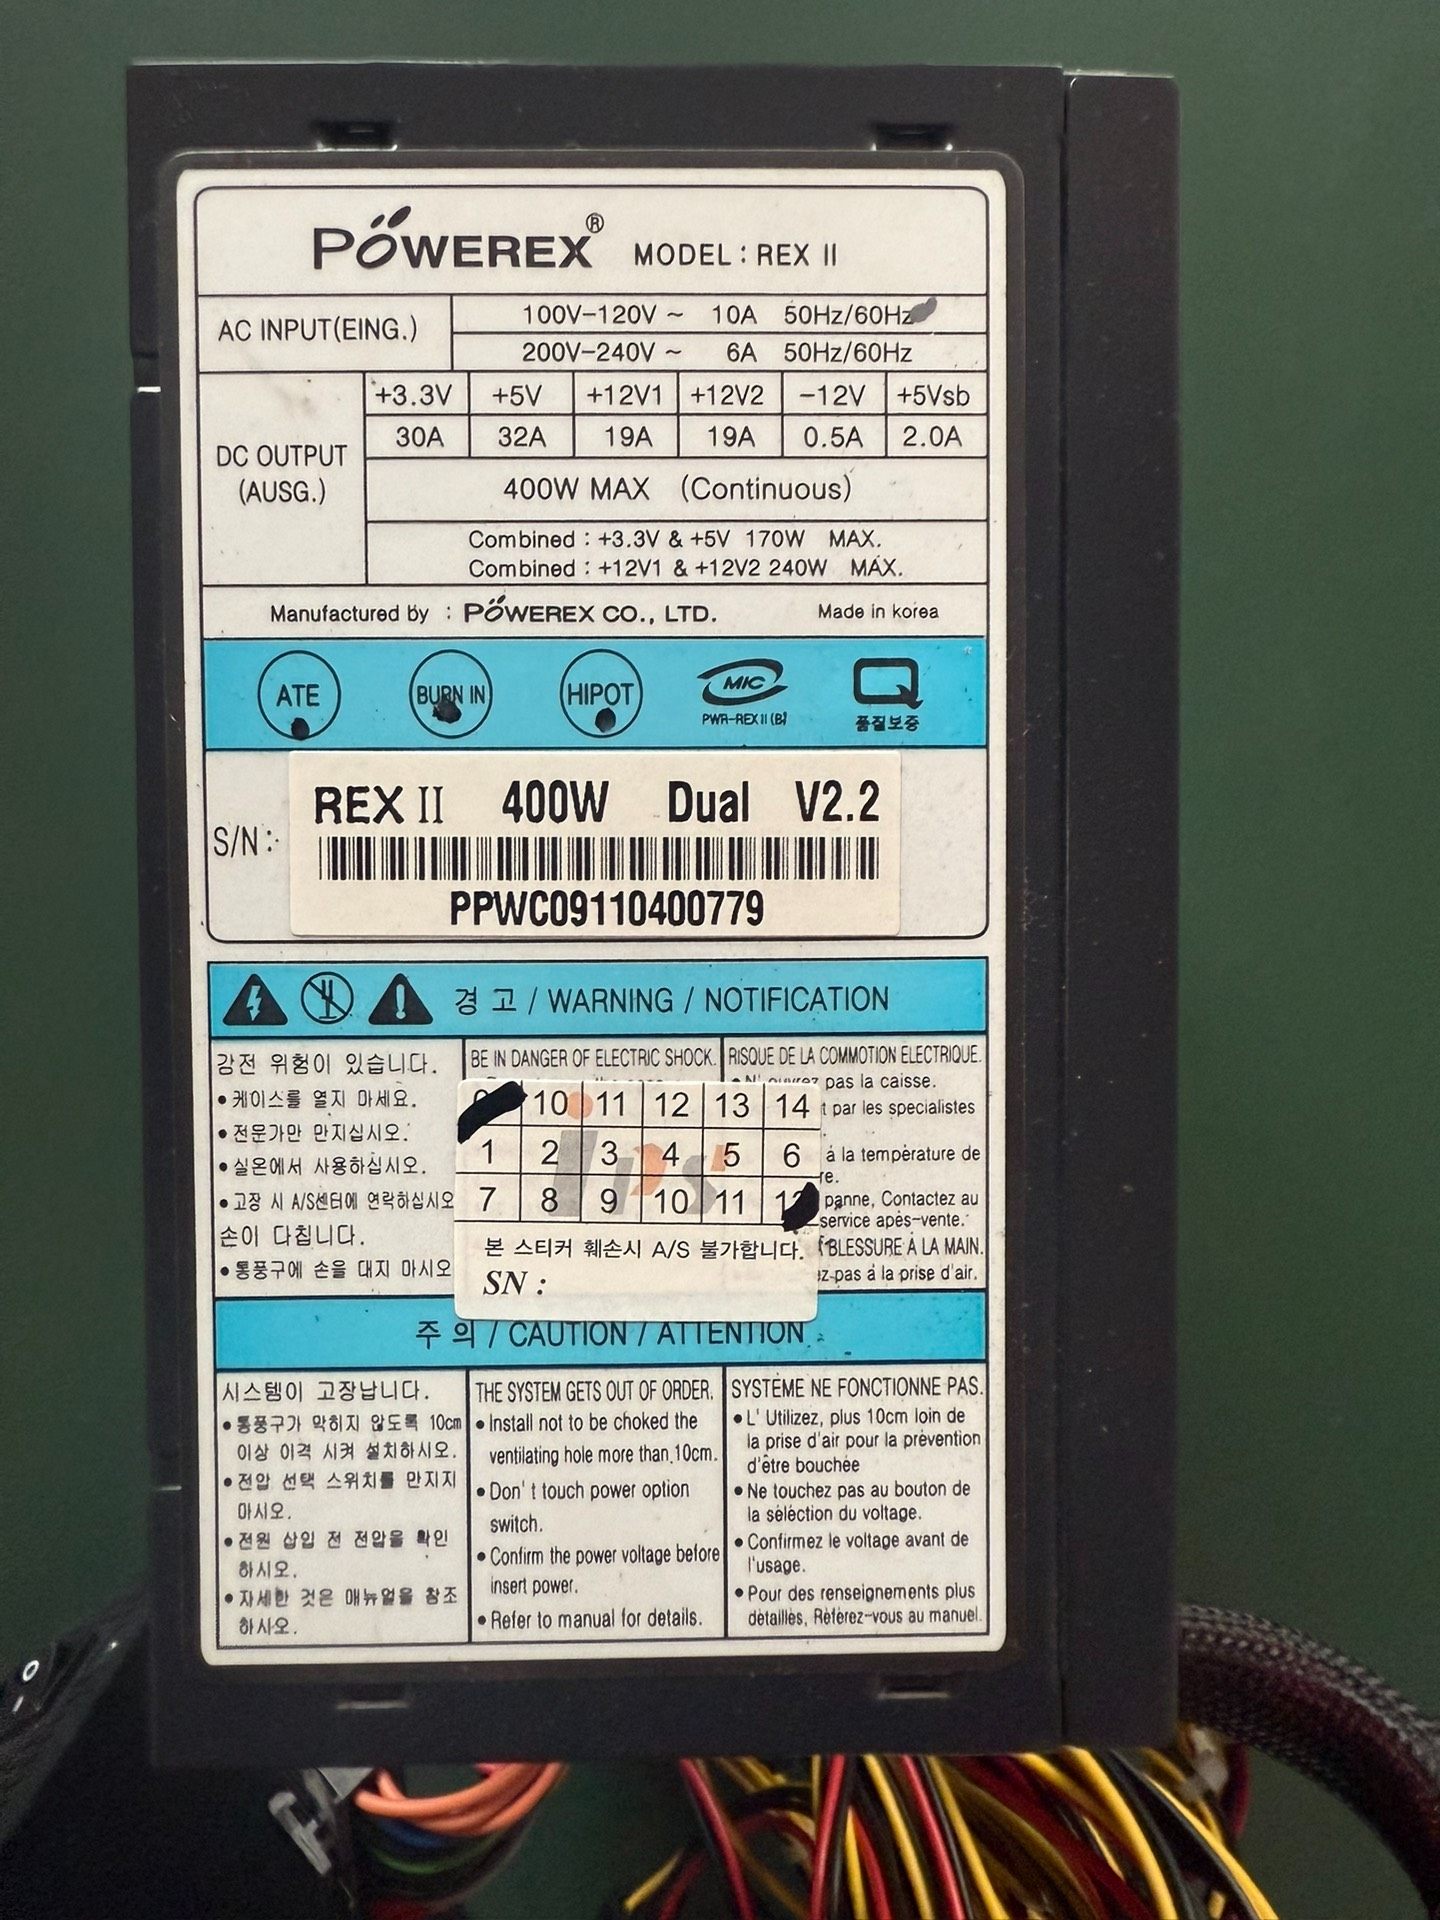 POWEREX® MODEL : REX II
AC INPUT(EING.)
100V-120V ~ 10A 50Hz/60Hz
200V-240V ~ 6A 50Hz/60Hz
DC OUTPUT
(AUSG.)
+3.3V +5V +12V1 +12V2 -12V +5Vsb
30A 32A 19A 19A 0.5A 2.0A
400W MAX (Continuous)
Combined : +3.3V & +5V 170W MAX.
Combined : +12V1 & +12V2 240W MAX.
Manufactured by : POWEREX CO., LTD. Made in korea
ATE
BURN IN
HIPOT
MIC
PWR-REX II (B)
품질보증
S/N :
REX II 400W Dual V2.2
PPWC09110400779
경 고 / WARNING / NOTIFICATION
감전 위험이 있습니다.
• 케이스를 열지 마세요.
• 전문가만 만지십시오.
• 실온에서 사용하십시오.
• 고장 시 A/S센터에 연락하십시오
손이 다칩니다.
• 통풍구에 손을 대지 마시오
BE IN DANGER OF ELECTRIC SHOCK.
RISQUE DE LA COMMOTION ELECTRIQUE.
• N' ouvrez pas la caisse.
par les specialistes
à la température de
panne, Contactez au
service apés-vente.
BLESSURE A LA MAIN.
pas à la prise d'air.
10 11 12 13 14
1 2 3 4 5 6
7 8 9 10 11 12
ips
본 스티커 훼손시 A/S 불가합니다.
SN :
주 의 / CAUTION / ATTENTION
시스템이 고장납니다.
• 통풍구가 막히지 않도록 10cm
이상 이격 시켜 설치하시오.
• 전압 선택 스위치를 만지지
마시오.
• 전원 삽입 전 전압을 확인
하시오.
• 자세한 것은 매뉴얼을 참조
하시오.
THE SYSTEM GETS OUT OF ORDER.
• Install not to be choked the
ventilating hole more than 10cm.
• Don' t touch power option
switch.
• Confirm the power voltage before
insert power.
• Refer to manual for details.
SYSTÈME NE FONCTIONNE PAS.
• L' Utilizez, plus 10cm loin de
la prise d'air pour la prévention
d'être bouchée
• Ne touchez pas au bouton de
la séléction du voltage.
• Confirmez le voltage avant de
l'usage.
• Pour des renseignements plus
détaillés, Référez-vous au manuel.